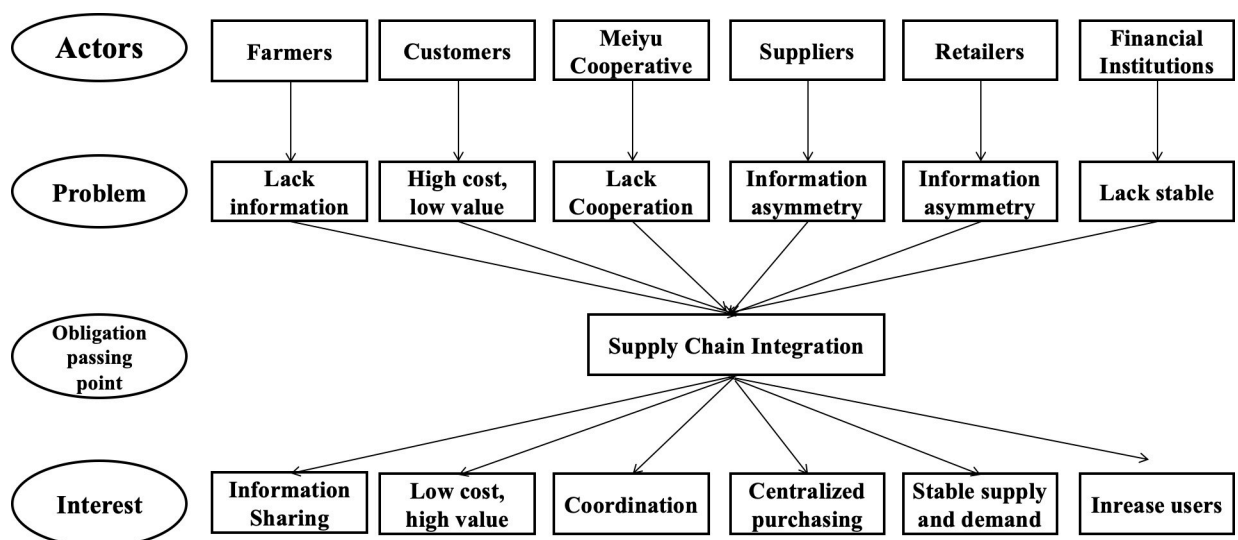 Actors
Farmers
Customers
Meiyu
Cooperative
Suppliers
Retailers
Financial
Institutions
Problem
Lack
information
High cost,
low value
Lack
Cooperation
Information
asymmetry
Information
asymmetry
Lack stable
Obligation
passing
point
Supply Chain Integration
Interest
Information
Sharing
Low cost,
high value
Coordination
Centralized
purchasing
Stable supply
and demand
Inrease users